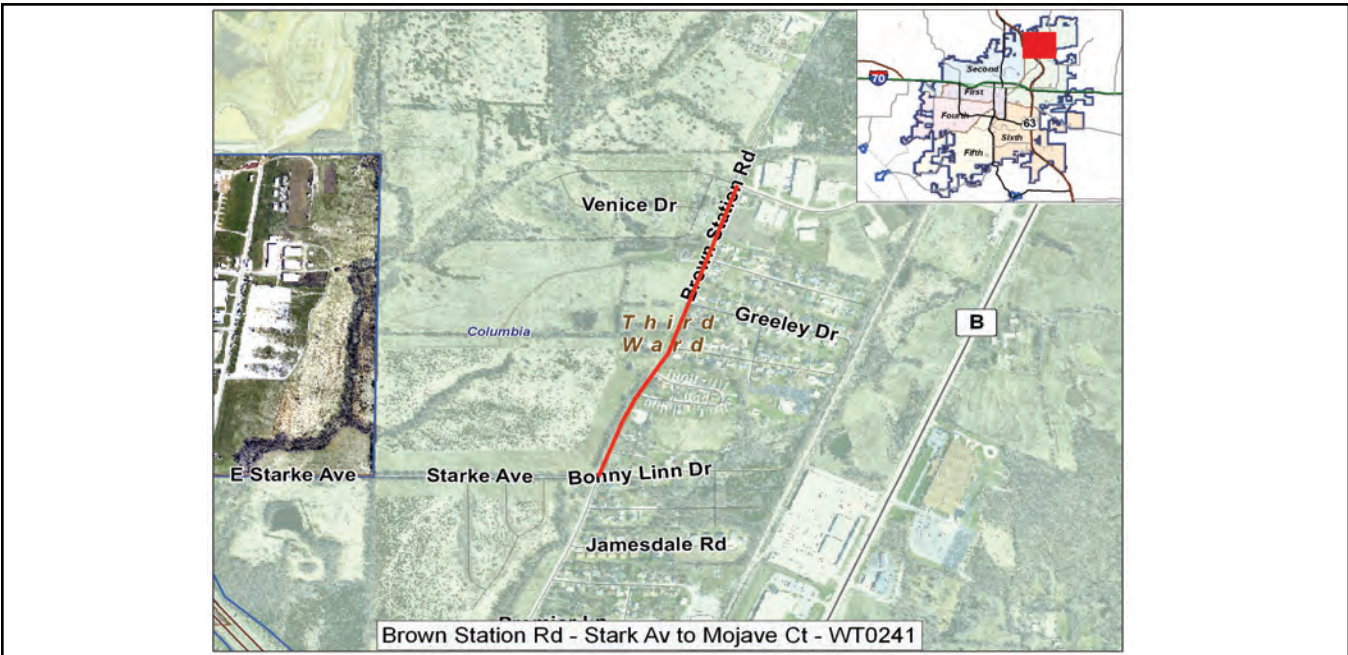 70
Second
First
Fourth
63
Sixth
Fifth
Brown Station Rd
Venice Dr
Greeley Dr
Columbia
Third
Ward
B
E Starke Ave
Starke Ave
Bonny Linn Dr
Jamesdale Rd
Brown Station Rd - Stark Av to Mojave Ct - WT0241